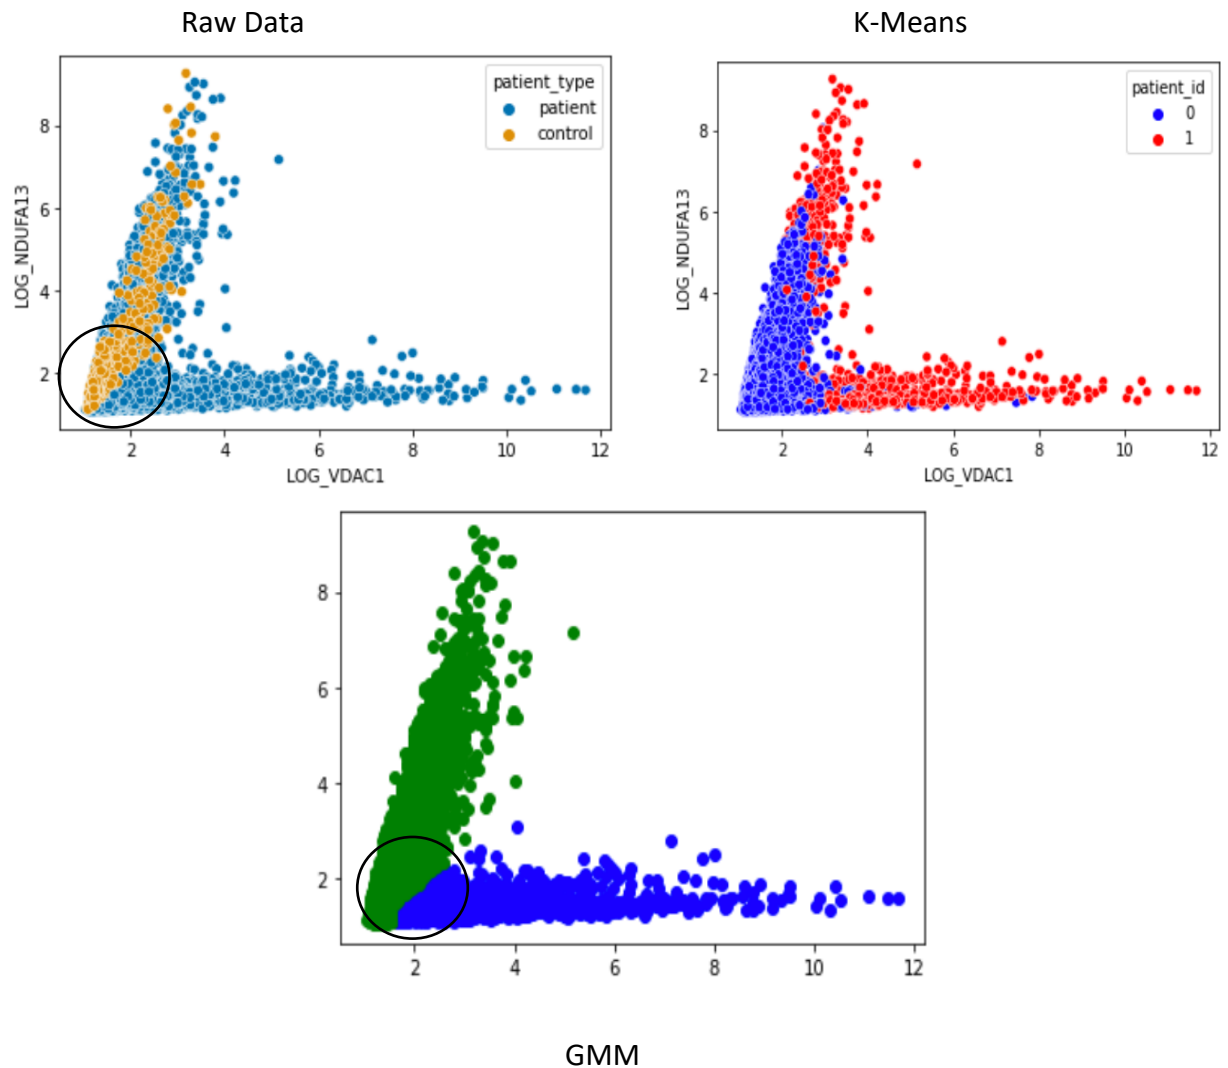 Raw Data
K-Means
patient_type
patient
control
8
6
4
2
LOG_NDUFA13
2 4 6 8 10 12
LOG_VDAC1
patient_id
0
1
8
6
4
2
LOG_NDUFA13
2 4 6 8 10 12
LOG_VDAC1
8
6
4
2
2 4 6 8 10 12
GMM